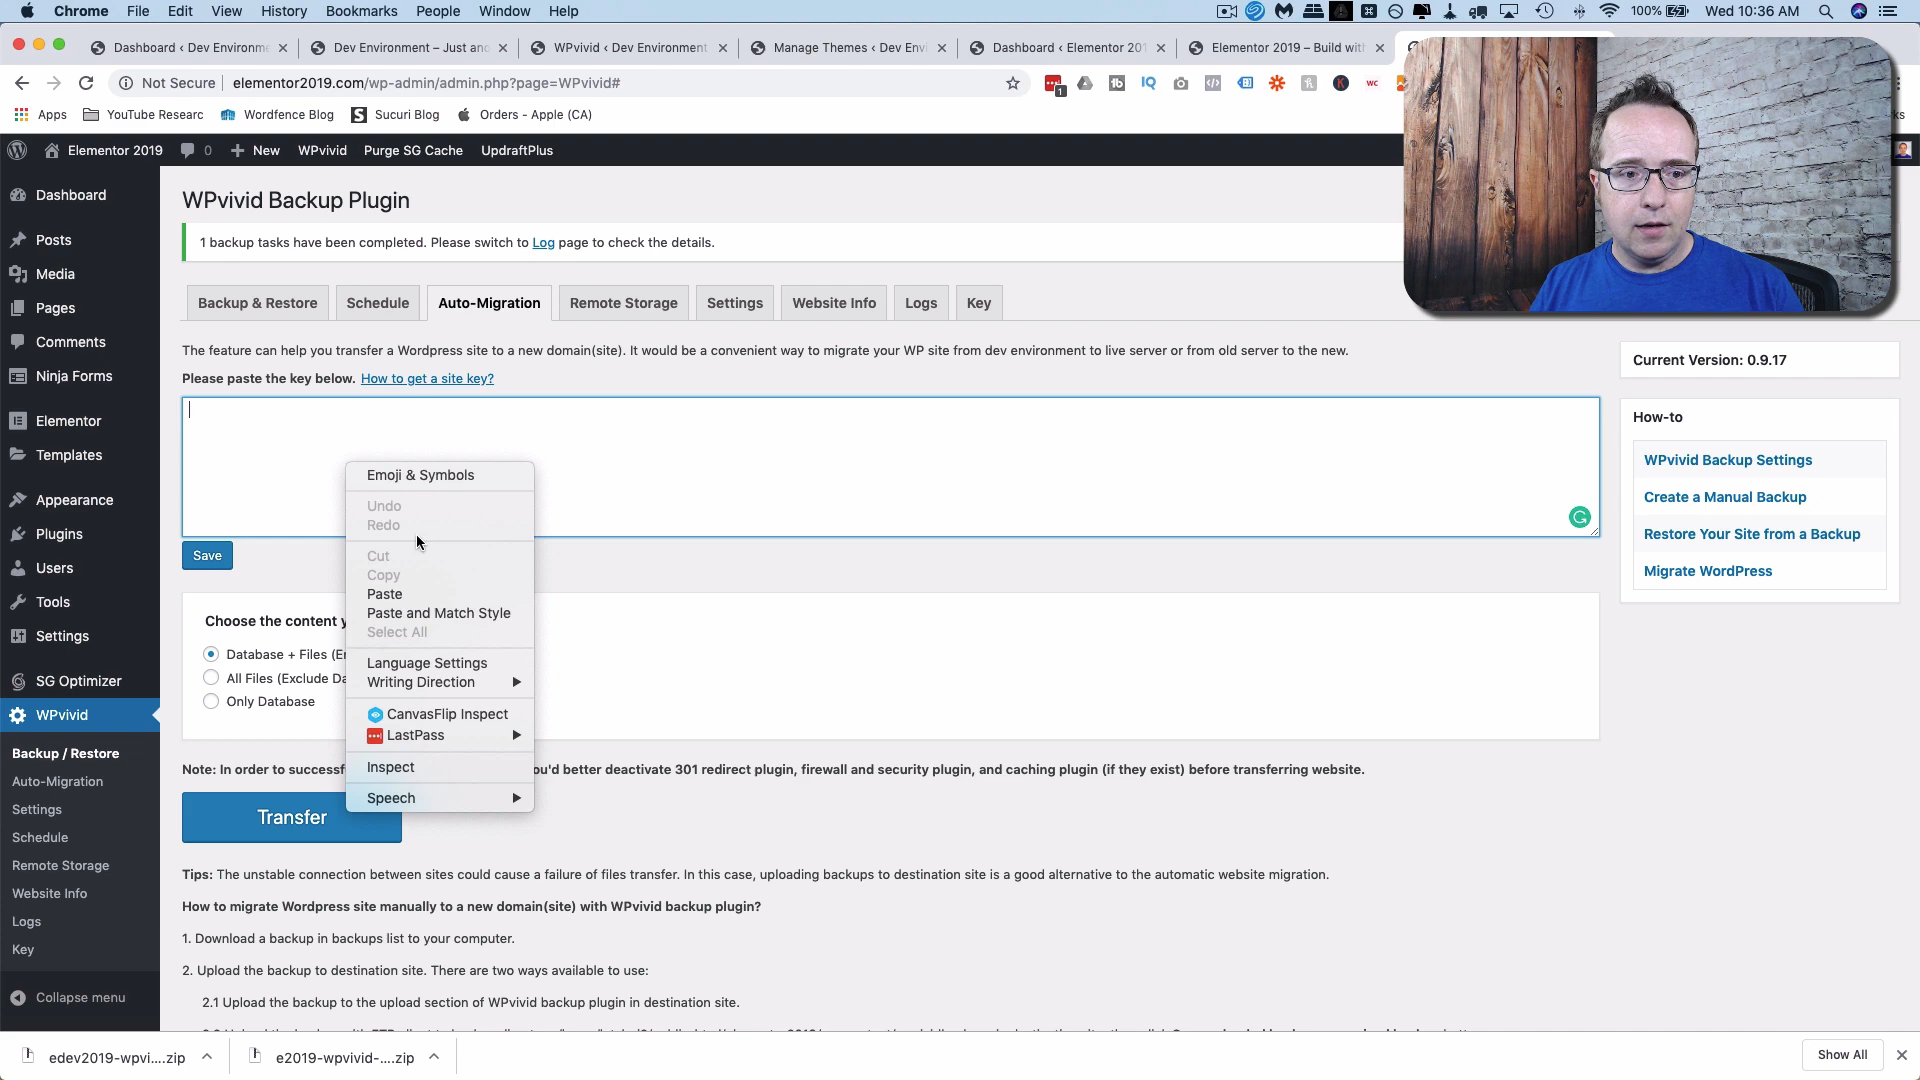 Chrome File Edit View History Bookmarks People Window Help 100% Wed 10:36 AM
Dashboard ‹ Dev Environme Dev Environment – Just and WPvivid ‹ Dev Environment Manage Themes ‹ Dev Envi Dashboard ‹ Elementor 201 Elementor 2019 – Build with
Not Secure elementor2019.com/wp-admin/admin.php?page=WPvivid#
Apps YouTube Researc Wordfence Blog Sucuri Blog Orders - Apple (CA)
Elementor 2019 0 New WPvivid Purge SG Cache UpdraftPlus
Dashboard
Posts
Media
Pages
Comments
Ninja Forms
Elementor
Templates
Appearance
Plugins
Users
Tools
Settings
SG Optimizer
WPvivid
Backup / Restore
Auto-Migration
Settings
Schedule
Remote Storage
Website Info
Logs
Key
Collapse menu
WPvivid Backup Plugin
1 backup tasks have been completed. Please switch to Log page to check the details.
Backup & Restore Schedule Auto-Migration Remote Storage Settings Website Info Logs Key
The feature can help you transfer a Wordpress site to a new domain(site). It would be a convenient way to migrate your WP site from dev environment to live server or from old server to the new.
Please paste the key below. How to get a site key?
Save
Emoji & Symbols
Undo
Redo
Cut
Copy
Paste
Paste and Match Style
Select All
Language Settings
Writing Direction
CanvasFlip Inspect
LastPass
Inspect
Speech
Choose the content y
Database + Files (En
All Files (Exclude Da
Only Database
Note: In order to successf ou'd better deactivate 301 redirect plugin, firewall and security plugin, and caching plugin (if they exist) before transferring website.
Transfer
Tips: The unstable connection between sites could cause a failure of files transfer. In this case, uploading backups to destination site is a good alternative to the automatic website migration.
How to migrate Wordpress site manually to a new domain(site) with WPvivid backup plugin?
1. Download a backup in backups list to your computer.
2. Upload the backup to destination site. There are two ways available to use:
2.1 Upload the backup to the upload section of WPvivid backup plugin in destination site.
Current Version: 0.9.17
How-to
WPvivid Backup Settings
Create a Manual Backup
Restore Your Site from a Backup
Migrate WordPress
edev2019-wpvi....zip e2019-wpvivid-....zip Show All